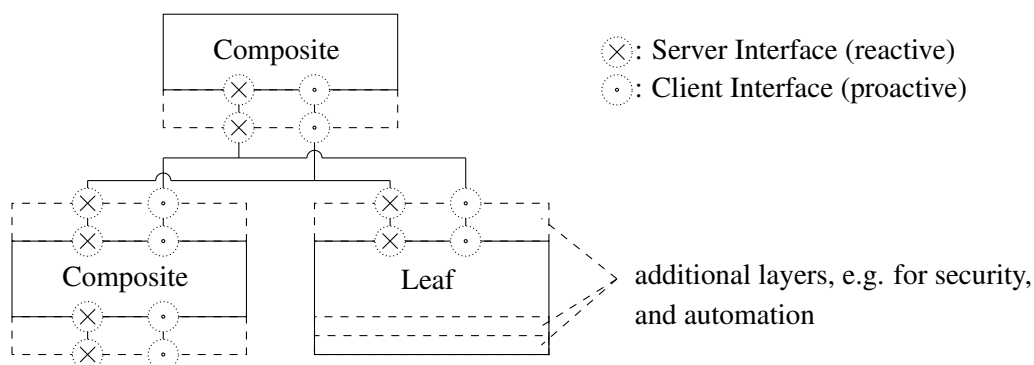 Composite
: Server Interface (reactive)
: Client Interface (proactive)
Composite
Leaf
additional layers, e.g. for security,
and automation